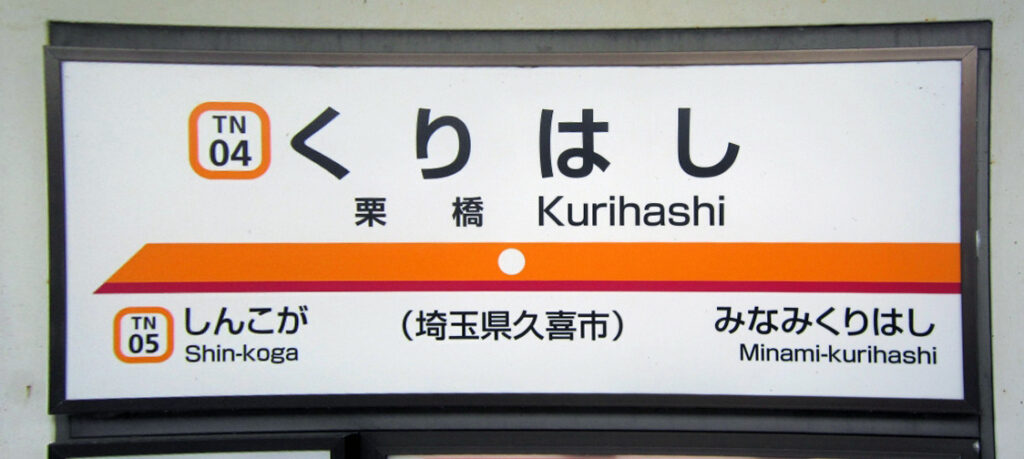 TN
04
くりはし
栗橋 Kurihashi
TN
05
しんこが
Shin-koga
(埼玉県久喜市)
みなみくりはし
Minami-kurihashi